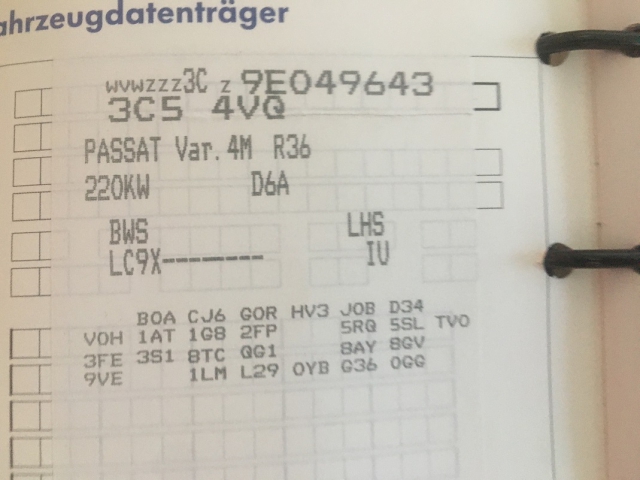 ahrzeugdatenträger
WVWZZZ3C Z 9E049643
3C5 4VQ
PASSAT Var. 4M R36
220KW D6A
BWS LHS
LC9X-------- IU
BOA CJ6 GOR HV3 JOB D34
VOH 1AT 1G8 2FP 5RQ 5SL TVO
3FE 3S1 8TC QG1 8AY 8GV
9VE 1LM L29 OYB G36 OGG